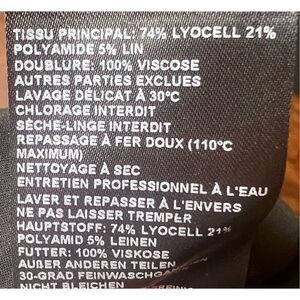 TISSU PRINCIPAL: 74% LYOCELL 21%
POLYAMIDE 5% LIN
DOUBLURE: 100% VISCOSE
AUTRES PARTIES EXCLUES
LAVAGE DÉLICAT À 30°C
CHLORAGE INTERDIT
SÈCHE-LINGE INTERDIT
REPASSAGE À FER DOUX (110°C
MAXIMUM)
NETTOYAGE À SEC
ENTRETIEN PROFESSIONNEL À L'EAU
LAVER ET REPASSER À L'ENVERS
NE PAS LAISSER TREMPER
HAUPTSTOFF: 74% LYOCELL 21%
POLYAMID 5% LEINEN
FUTTER: 100% VISKOSE
AUßER ANDEREN TEILEN
30-GRAD FEINWASCHGANG
NICHT BLEICHEN